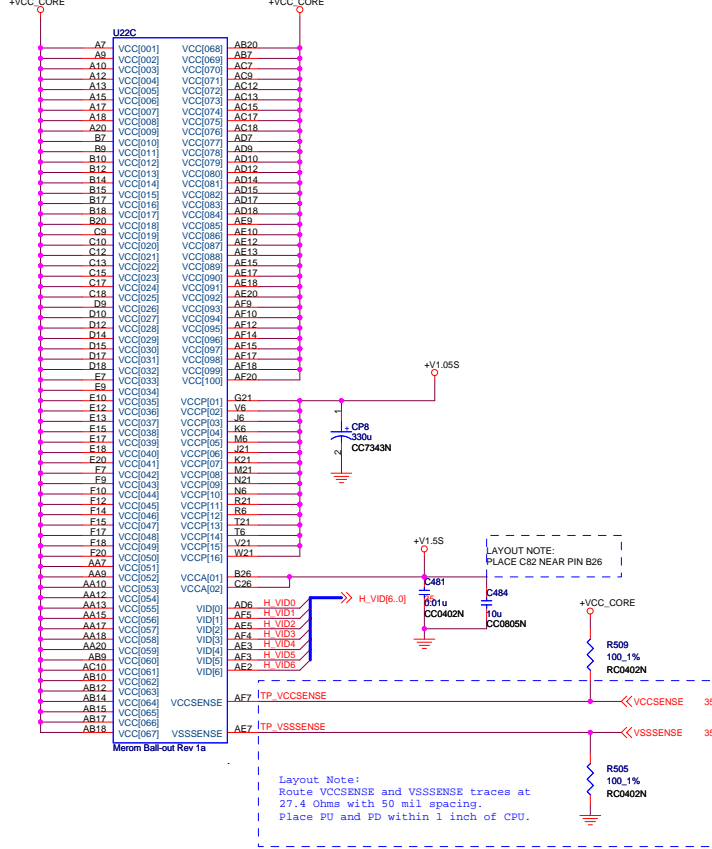 +VCC_CORE +VCC_CORE
U22C
A7 VCC[001] VCC[068] AB20
A9 VCC[002] VCC[069] AB7
A10 VCC[003] VCC[070] AC7
A12 VCC[004] VCC[071] AC9
A13 VCC[005] VCC[072] AC12
A15 VCC[006] VCC[073] AC13
A17 VCC[007] VCC[074] AC15
A18 VCC[008] VCC[075] AC17
A20 VCC[009] VCC[076] AC18
B7 VCC[010] VCC[077] AD7
B9 VCC[011] VCC[078] AD9
B10 VCC[012] VCC[079] AD10
B12 VCC[013] VCC[080] AD12
B14 VCC[014] VCC[081] AD14
B15 VCC[015] VCC[082] AD15
B17 VCC[016] VCC[083] AD17
B18 VCC[017] VCC[084] AD18
B20 VCC[018] VCC[085] AE9
C9 VCC[019] VCC[086] AE10
C10 VCC[020] VCC[087] AE12
C12 VCC[021] VCC[088] AE13
C13 VCC[022] VCC[089] AE15
C15 VCC[023] VCC[090] AE17
C17 VCC[024] VCC[091] AE18
C18 VCC[025] VCC[092] AE20
D9 VCC[026] VCC[093] AF9
D10 VCC[027] VCC[094] AF10
D12 VCC[028] VCC[095] AF12
D14 VCC[029] VCC[096] AF14
D15 VCC[030] VCC[097] AF15
D17 VCC[031] VCC[098] AF17
D18 VCC[032] VCC[099] AF18
E7 VCC[033] VCC[100] AF20
E9 VCC[034]
E10 VCC[035] VCCP[01] G21
E12 VCC[036] VCCP[02] V6
E13 VCC[037] VCCP[03] J6
E15 VCC[038] VCCP[04] K6
E17 VCC[039] VCCP[05] M6
E18 VCC[040] VCCP[06] J21
E20 VCC[041] VCCP[07] K21
F7 VCC[042] VCCP[08] M21
F9 VCC[043] VCCP[09] N21
F10 VCC[044] VCCP[10] N6
F12 VCC[045] VCCP[11] R21
F14 VCC[046] VCCP[12] R6
F15 VCC[047] VCCP[13] T21
F17 VCC[048] VCCP[14] T6
F18 VCC[049] VCCP[15] V21
F20 VCC[050] VCCP[16] W21
AA7 VCC[051]
AA9 VCC[052] VCCA[01] B26
AA10 VCC[053] VCCA[02] C26
AA12 VCC[054]
AA13 VCC[055] VID[0] AD6 H_VID0
AA15 VCC[056] VID[1] AF5 H_VID1
AA17 VCC[057] VID[2] AE5 H_VID2
AA18 VCC[058] VID[3] AF4 H_VID3
AA20 VCC[059] VID[4] AE3 H_VID4
AB9 VCC[060] VID[5] AF3 H_VID5
AC10 VCC[061] VID[6] AE2 H_VID6
AB10 VCC[062]
AB12 VCC[063]
AB14 VCC[064] VCCSENSE AF7 TP_VCCSENSE
AB15 VCC[065]
AB17 VCC[066]
AB18 VCC[067] VSSSENSE AE7 TP_VSSSENSE
Merom Ball-out Rev 1a
+V1.05S
1
+ CP8
330u
CC7343N
2
+V1.5S
LAYOUT NOTE:
PLACE C82 NEAR PIN B26
C481
0.01u
CC0402N
C484
10u
CC0805N
H_VID[6..0] 35
+VCC_CORE
R509
100_1%
RC0402N
VCCSENSE 35
VSSSENSE 35
R505
100_1%
RC0402N
Layout Note:
Route VCCSENSE and VSSSENSE traces at
27.4 Ohms with 50 mil spacing.
Place PU and PD within 1 inch of CPU.